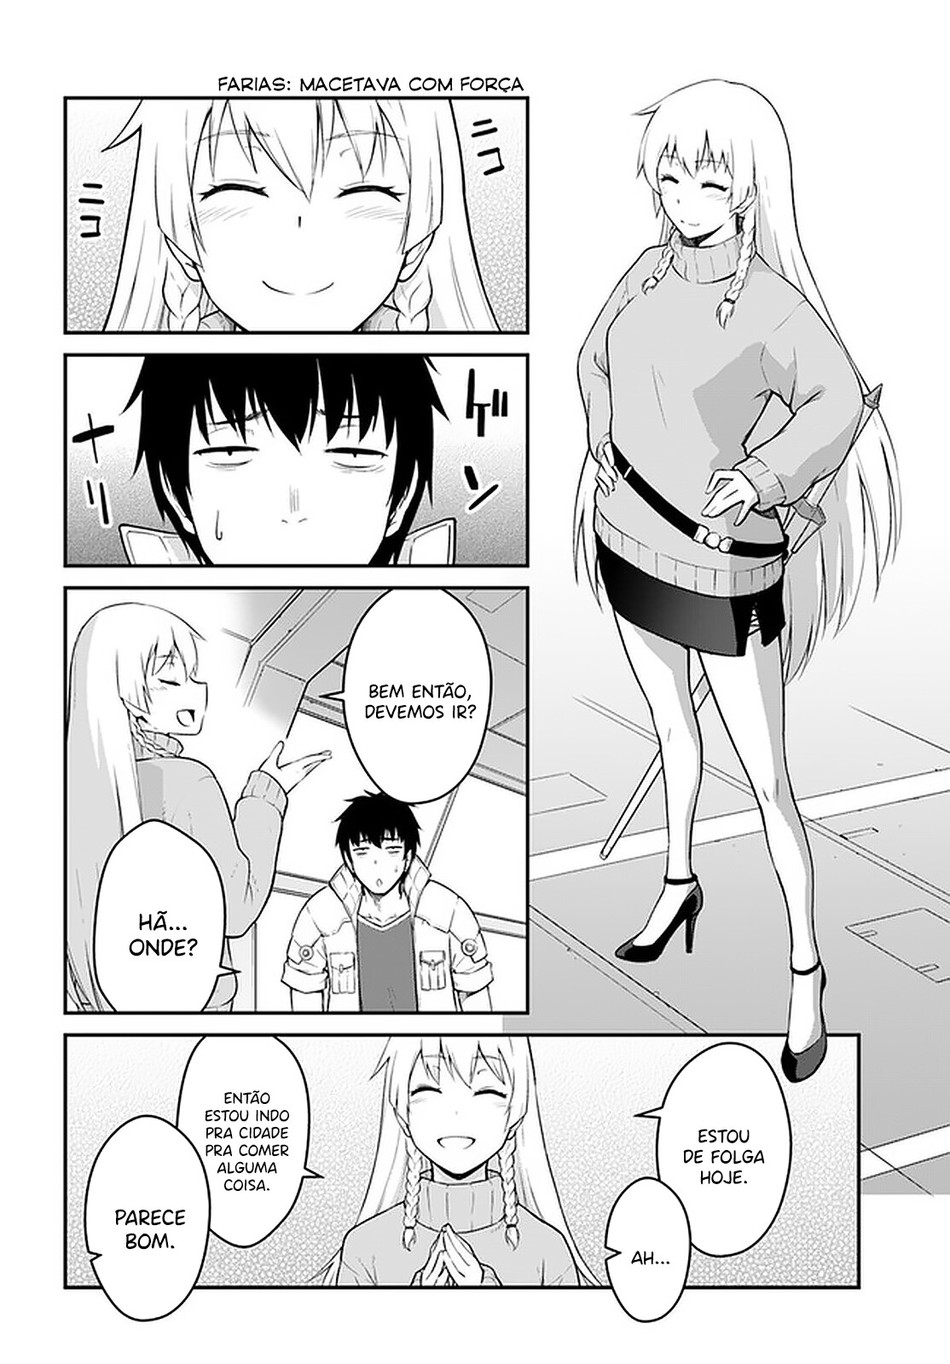 FARIAS: MACETAVA COM FORÇA
ニコ
ニコ
ゲン
ナリ
BEM ENTÃO,
DEVEMOS IR?
HÃ...
ONDE?
ESTOU
DE FOLGA
HOJE.
AH...
ENTÃO
ESTOU INDO
PRA CIDADE
PRA COMER
ALGUMA
COISA.
PARECE
BOM.